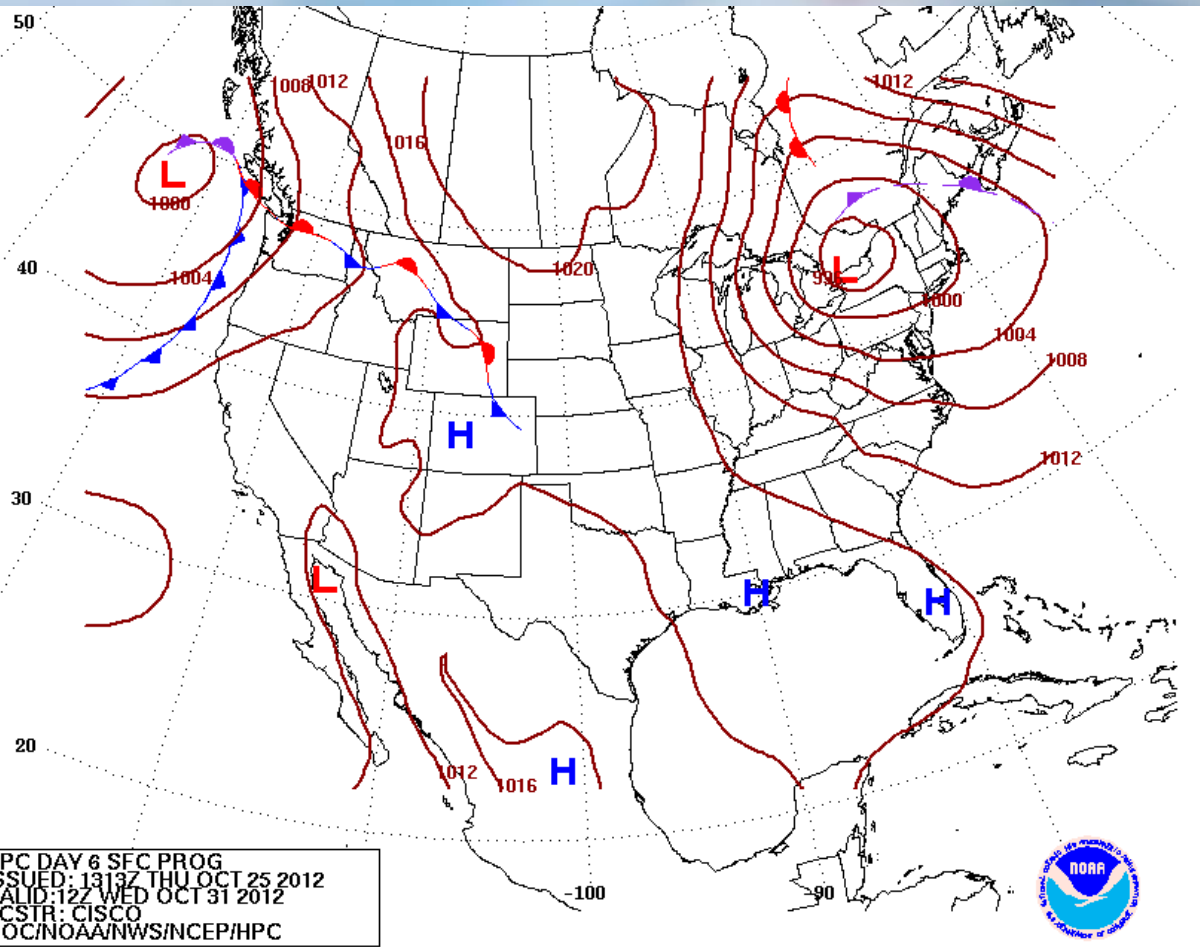 50
1008
1012
1012
1016
1000
L
40
1004
1020
L
1000
1004
1008
H
1012
30
L
H
H
20
1012
1016
H
PC DAY 6 SFC PROG
SSUED: 1313Z THU OCT 25 2012
ALID:12Z WED OCT 31 2012
CSTR: CISCO
OC/NOAA/NWS/NCEP/HPC
-100
-90
NOAA